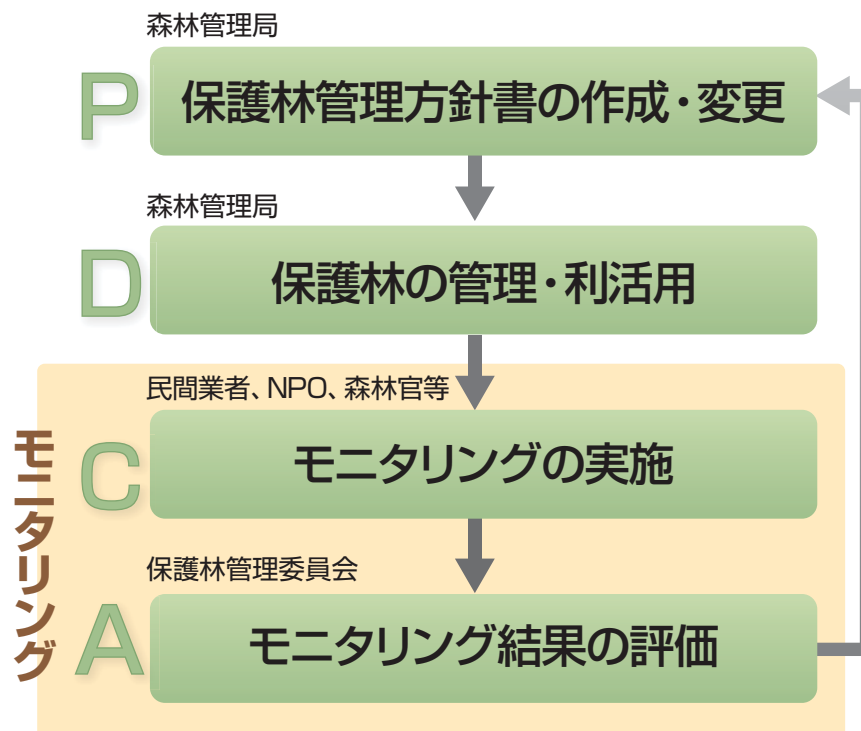 森林管理局
P
保護林管理方針書の作成・変更
森林管理局
D
保護林の管理・利活用
モニタリング
民間業者、NPO、森林官等
C
モニタリングの実施
保護林管理委員会
A
モニタリング結果の評価